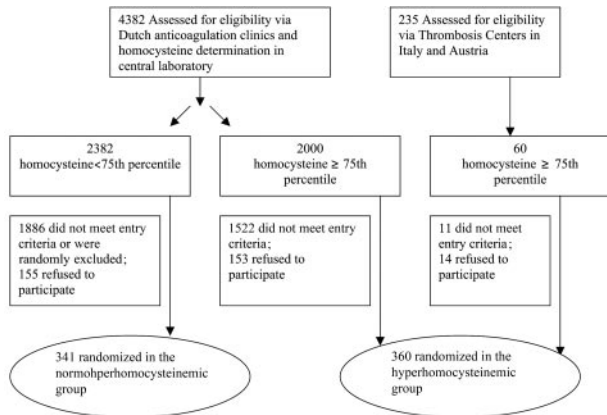 4382 Assessed for eligibility via
Dutch anticoagulation clinics and
homocysteine determination in
central laboratory
235 Assessed for eligibility
via Thrombosis Centers in
Italy and Austria
2382
homocysteine<75th percentile
2000
homocysteine ≥ 75th
percentile
60
homocysteine ≥ 75th
percentile
1886 did not meet entry
criteria or were
randomly excluded;
155 refused to
participate
1522 did not meet entry
criteria;
153 refused to
participate
11 did not meet
entry criteria;
14 refused to
participate
341 randomized in the
normohperhomocysteinemic
group
360 randomized in the
hyperhomocysteinemic
group